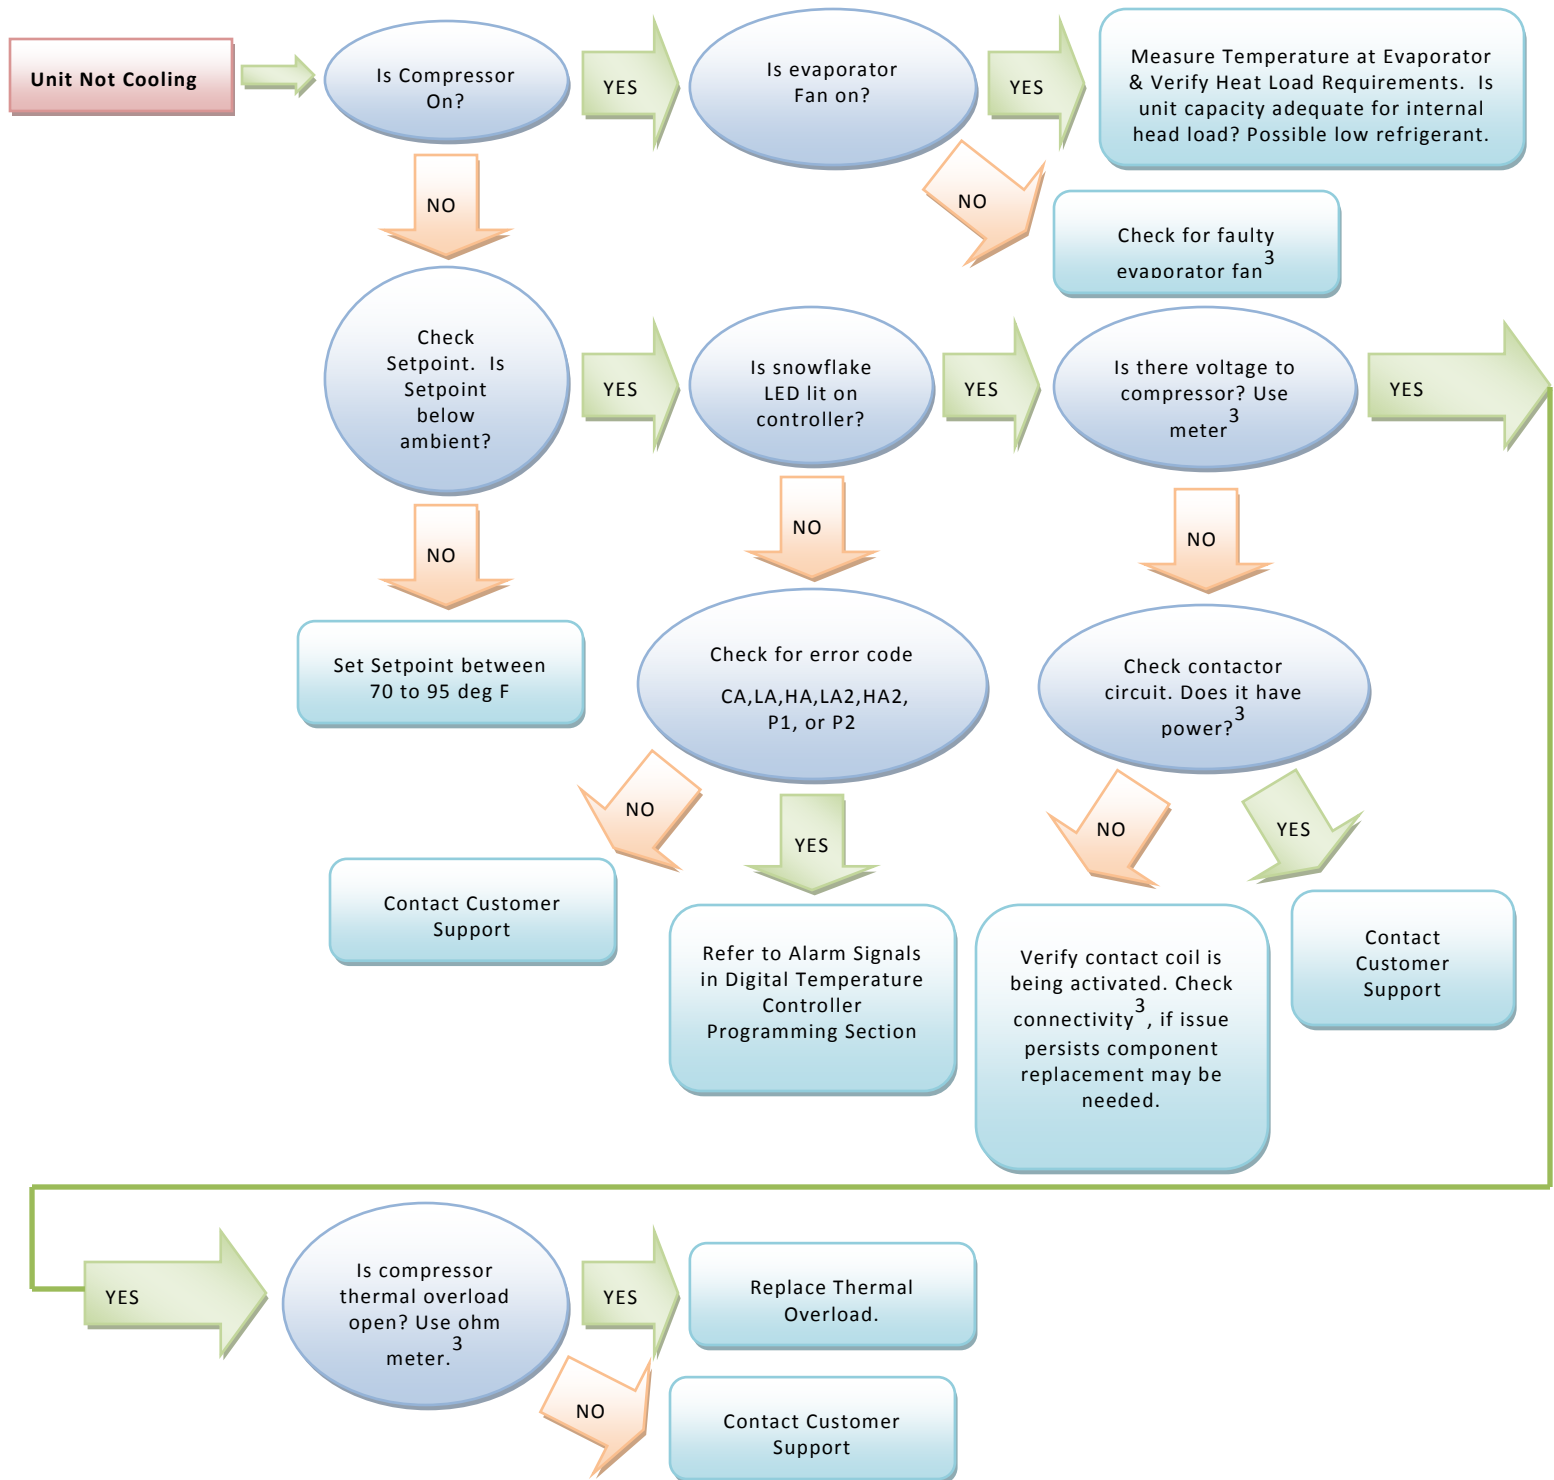 Unit Not Cooling
Is Compressor
On?
YES
Is evaporator
Fan on?
YES
Measure Temperature at Evaporator
& Verify Heat Load Requirements. Is
unit capacity adequate for internal
head load? Possible low refrigerant.
NO
NO
Check for faulty
evaporator fan3
Check
Setpoint. Is
Setpoint
below
ambient?
YES
Is snowflake
LED lit on
controller?
YES
Is there voltage to
compressor? Use
meter3
YES
NO
NO
NO
Set Setpoint between
70 to 95 deg F
Check for error code
CA,LA,HA,LA2,HA2,
P1, or P2
Check contactor
circuit. Does it have
power?3
NO
YES
NO
YES
Contact Customer
Support
Refer to Alarm Signals
in Digital Temperature
Controller
Programming Section
Verify contact coil is
being activated. Check
connectivity3, if issue
persists component
replacement may be
needed.
Contact
Customer
Support
YES
Is compressor
thermal overload
open? Use ohm
meter.3
YES
Replace Thermal
Overload.
NO
Contact Customer
Support